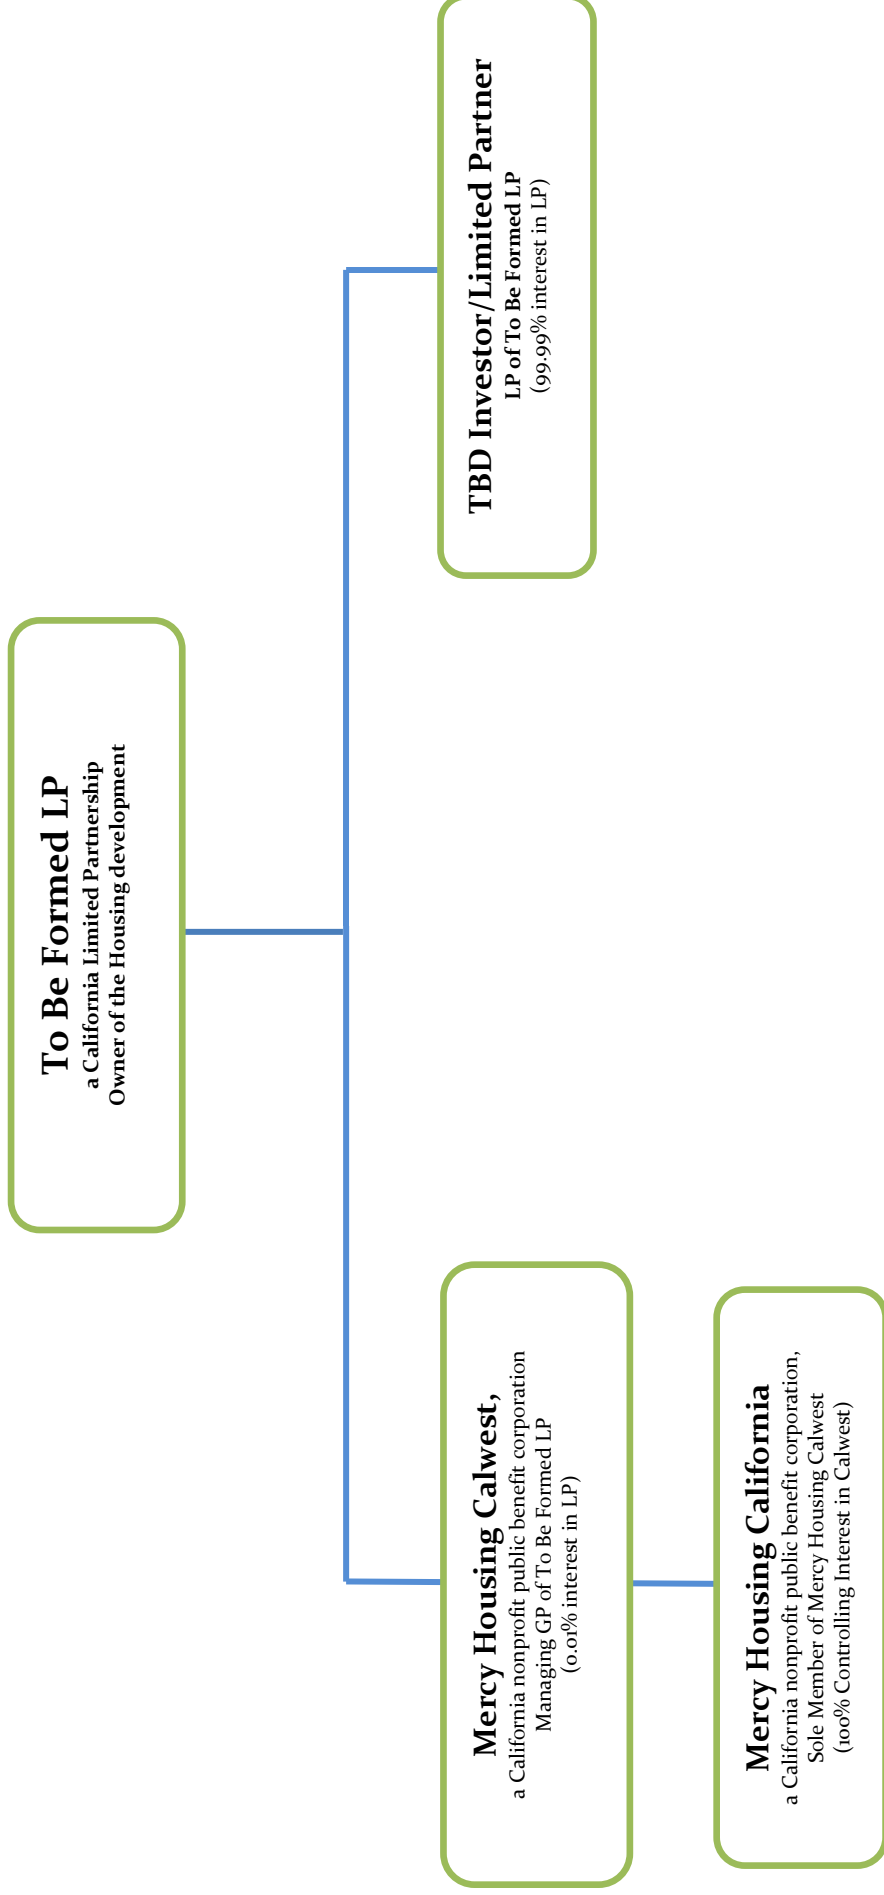 To Be Formed LP
a California Limited Partnership
Owner of the Housing development
Mercy Housing Calwest,
a California nonprofit public benefit corporation
Managing GP of To Be Formed LP
(0.01% interest in LP)
TBD Investor/Limited Partner
LP of To Be Formed LP
(99.99% interest in LP)
Mercy Housing California
a California nonprofit public benefit corporation,
Sole Member of Mercy Housing Calwest
(100% Controlling Interest in Calwest)